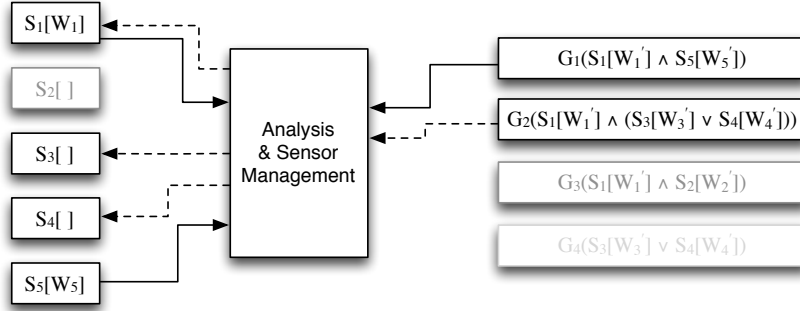 S₁[W₁]
S₂[ ]
S₃[ ]
S₄[ ]
S₅[W₅]
Analysis
& Sensor
Management
G₁(S₁[W₁′] ∧ S₅[W₅′])
G₂(S₁[W₁′] ∧ (S₃[W₃′] ∨ S₄[W₄′]))
G₃(S₁[W₁′] ∧ S₂[W₂′])
G₄(S₃[W₃′] ∨ S₄[W₄′])